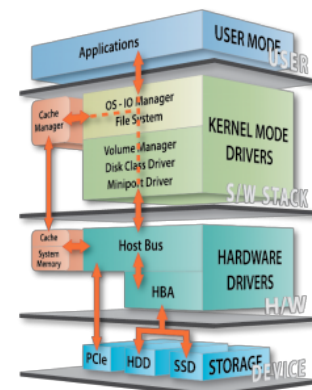 Applications
USER MODE
USER
Cache
Manager
OS - IO Manager
File System
Volume Manager
Disk Class Driver
Miniport Driver
KERNEL MODE
DRIVERS
S/W STACK
Cache
System
Memory
Host Bus
HBA
HARDWARE
DRIVERS
H/W
PCIe
HDD
SSD
STORAGE
DEVICE